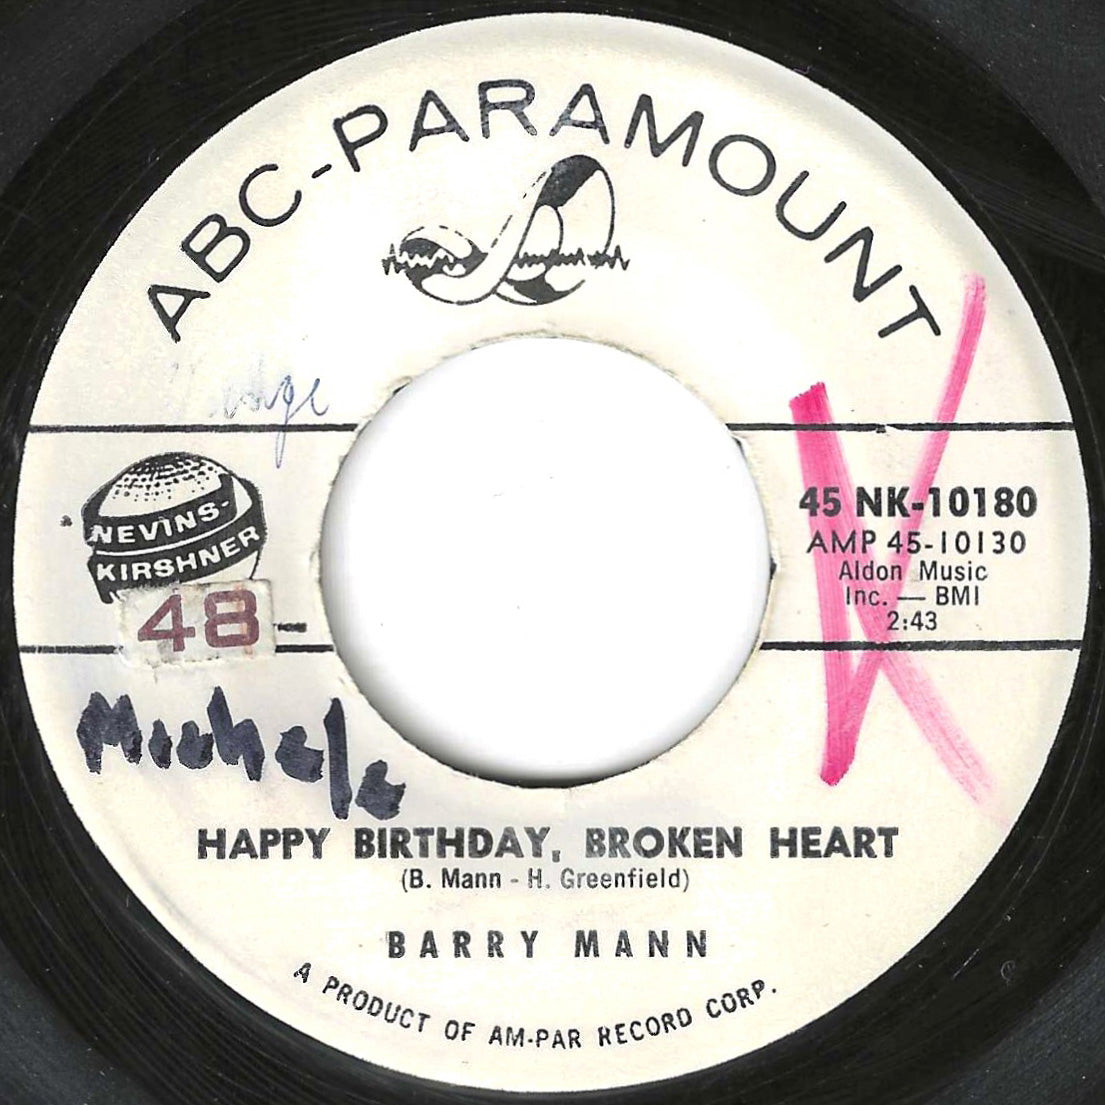 ABC-PARAMOUNT
NEVINS-
KIRSHNER
48
45 NK-10180
AMP 45-10130
Aldon Music
Inc. — BMI
2:43
Michele
HAPPY BIRTHDAY, BROKEN HEART
(B. Mann - H. Greenfield)
BARRY MANN
A PRODUCT OF AM-PAR RECORD CORP.